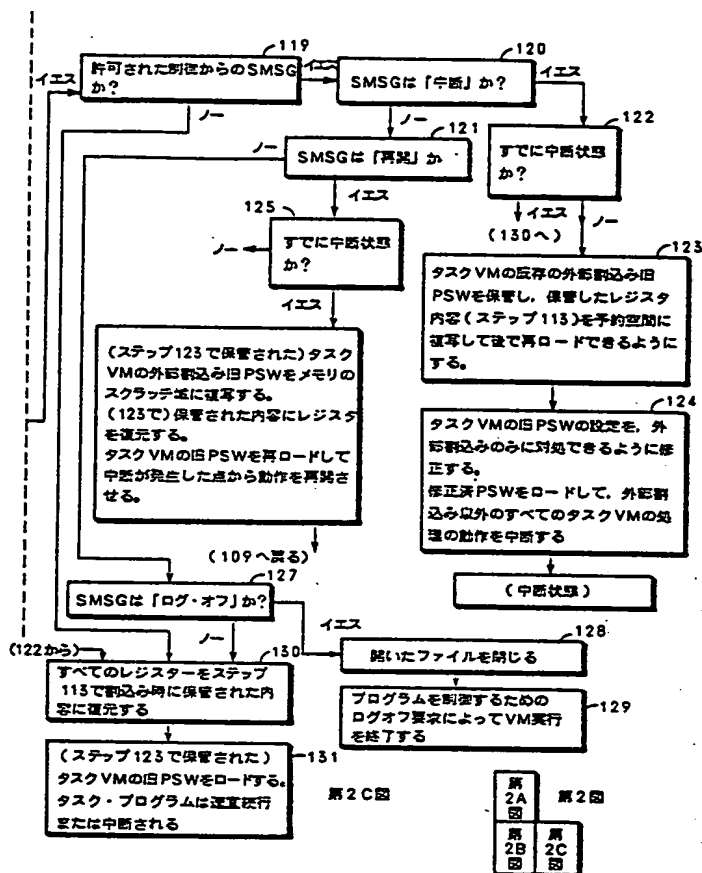 119
イエス
許可された制御からのSMSG
か?
イエス
120
SMSGは「中断」か?
イエス
ノー
ノー
121
SMSGは「再発」か
ノー
122
すでに中断状態
か?
イエス
ノー
(130へ)
イエス
125
すでに中断状態
か?
ノー
イエス
123
タスクVMの既存の外部割込み旧
PSWを保管し,保管したレジスタ
内容(ステップ113)を予約空間に
複写して後で再ロードできるように
する。
(ステップ123で保管された)タスク
VMの外部割込み旧PSWをメモリの
スクラッチ域に複写する。
(123で)保管された内容にレジスタ
を復元する。
タスクVMの旧PSWを再ロードして
中断が発生した点から動作を再発さ
せる。
124
タスクVMの旧PSWの設定を,外
部割込みのみに対処できるように修
正する。
修正済PSWをロードして,外部割
込み以外のすべてのタスクVMの処
理の動作を中断する
(109へ戻る)
(中断状態)
127
SMSGは「ログ・オフ」か?
イエス
ノー
(122から)
130
すべてのレジスターをステップ
113で割込み時に保管された内
容に復元する
128
開いたファイルを閉じる
129
プログラムを制御するための
ログオフ要求によってVM実行
を終了する
131
(ステップ123で保管された)
タスクVMの旧PSWをロードする。
タスク・プログラムは
または中断される
第2C図
第2図
第
2A
図
第
2B
図
第
2C
図